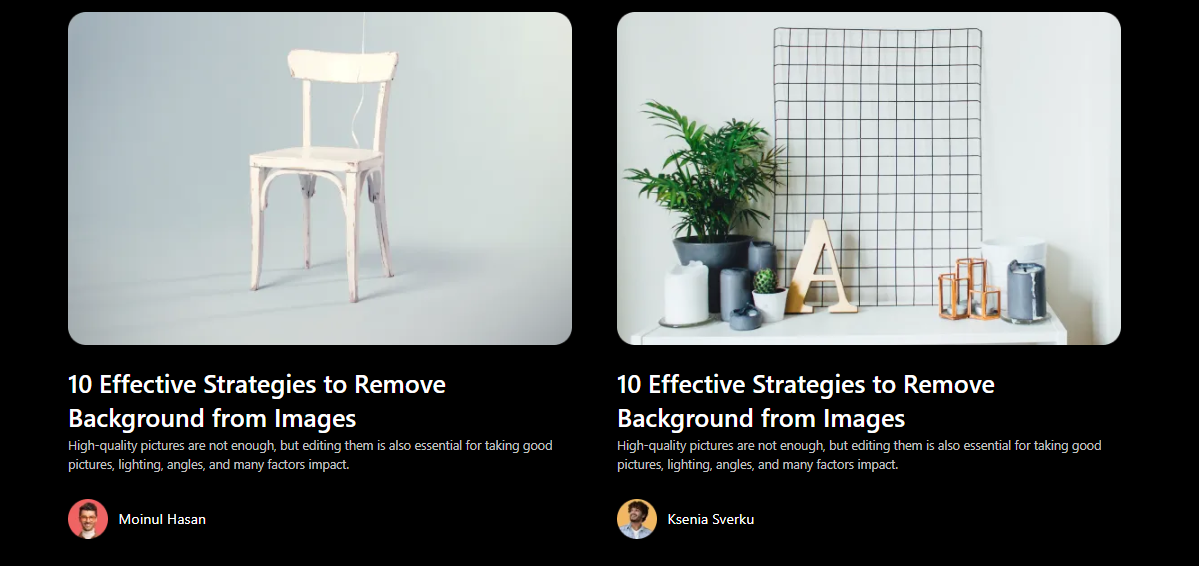 A
10 Effective Strategies to Remove
Background from Images
High-quality pictures are not enough, but editing them is also essential for taking good
pictures, lighting, angles, and many factors impact.
Moinul Hasan
10 Effective Strategies to Remove
Background from Images
High-quality pictures are not enough, but editing them is also essential for taking good
pictures, lighting, angles, and many factors impact.
Ksenia Sverku